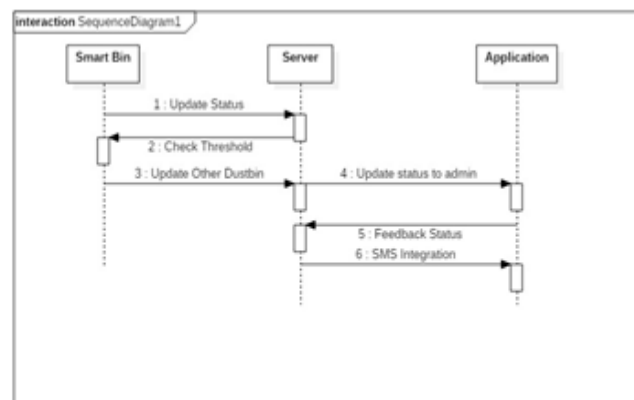 interaction SequenceDiagram1
Smart Bin
Server
Application
1 : Update Status
2 : Check Threshold
3 : Update Other Dustbin
4 : Update status to admin
5 : Feedback Status
6 : SMS Integration